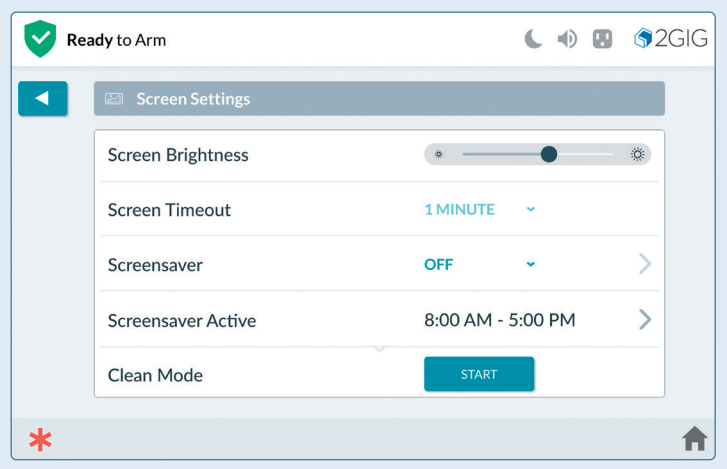 Ready to Arm
2GIG
Screen Settings
Screen Brightness
Screen Timeout 1 MINUTE
Screensaver OFF
Screensaver Active 8:00 AM - 5:00 PM
Clean Mode START